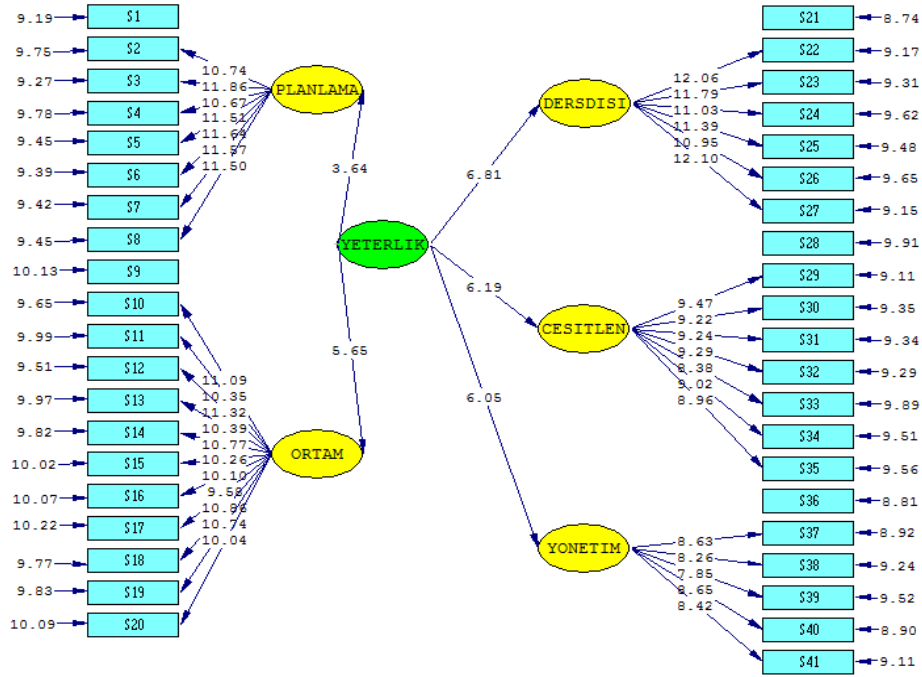 9.19 S1
9.75 S2
9.27 S3
9.78 S4
9.45 S5
9.39 S6
9.42 S7
9.45 S8
10.13 S9
9.65 S10
9.99 S11
9.51 S12
9.97 S13
9.82 S14
10.02 S15
10.07 S16
10.22 S17
9.77 S18
9.83 S19
10.09 S20
10.74
11.86
10.67
11.51
11.64
11.50
PLANLAMA
3.64
YETERLIK
5.65
11.09
10.35
11.32
10.39
10.77
10.26
10.10
10.86
10.74
10.04
ORTAM
6.81
DERSDISI
12.06
11.79
11.03
11.39
10.95
12.10
6.19
CESITLEN
9.47
9.22
9.24
9.29
8.38
9.02
8.96
6.05
YONETIM
8.63
8.26
7.85
8.65
8.42
S21 8.74
S22 9.17
S23 9.31
S24 9.62
S25 9.48
S26 9.65
S27 9.15
S28 9.91
S29 9.11
S30 9.35
S31 9.34
S32 9.29
S33 9.89
S34 9.51
S35 9.56
S36 8.81
S37 8.92
S38 9.24
S39 9.52
S40 8.90
S41 9.11